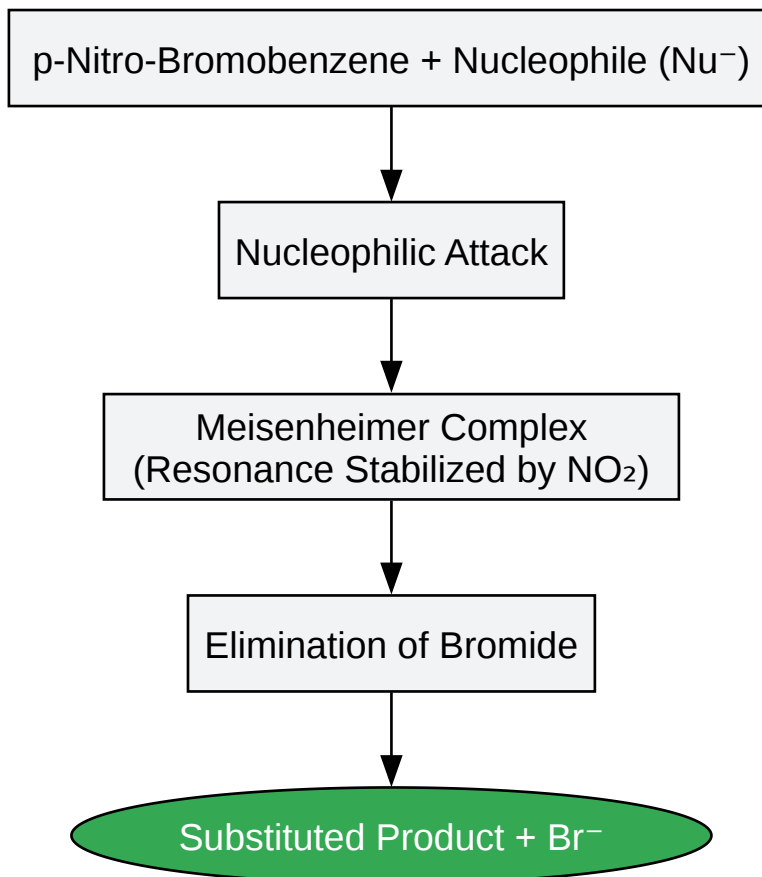 p-Nitro-Bromobenzene + Nucleophile (Nu⁻)
Nucleophilic Attack
Meisenheimer Complex
(Resonance Stabilized by NO₂)
Elimination of Bromide
Substituted Product + Br⁻